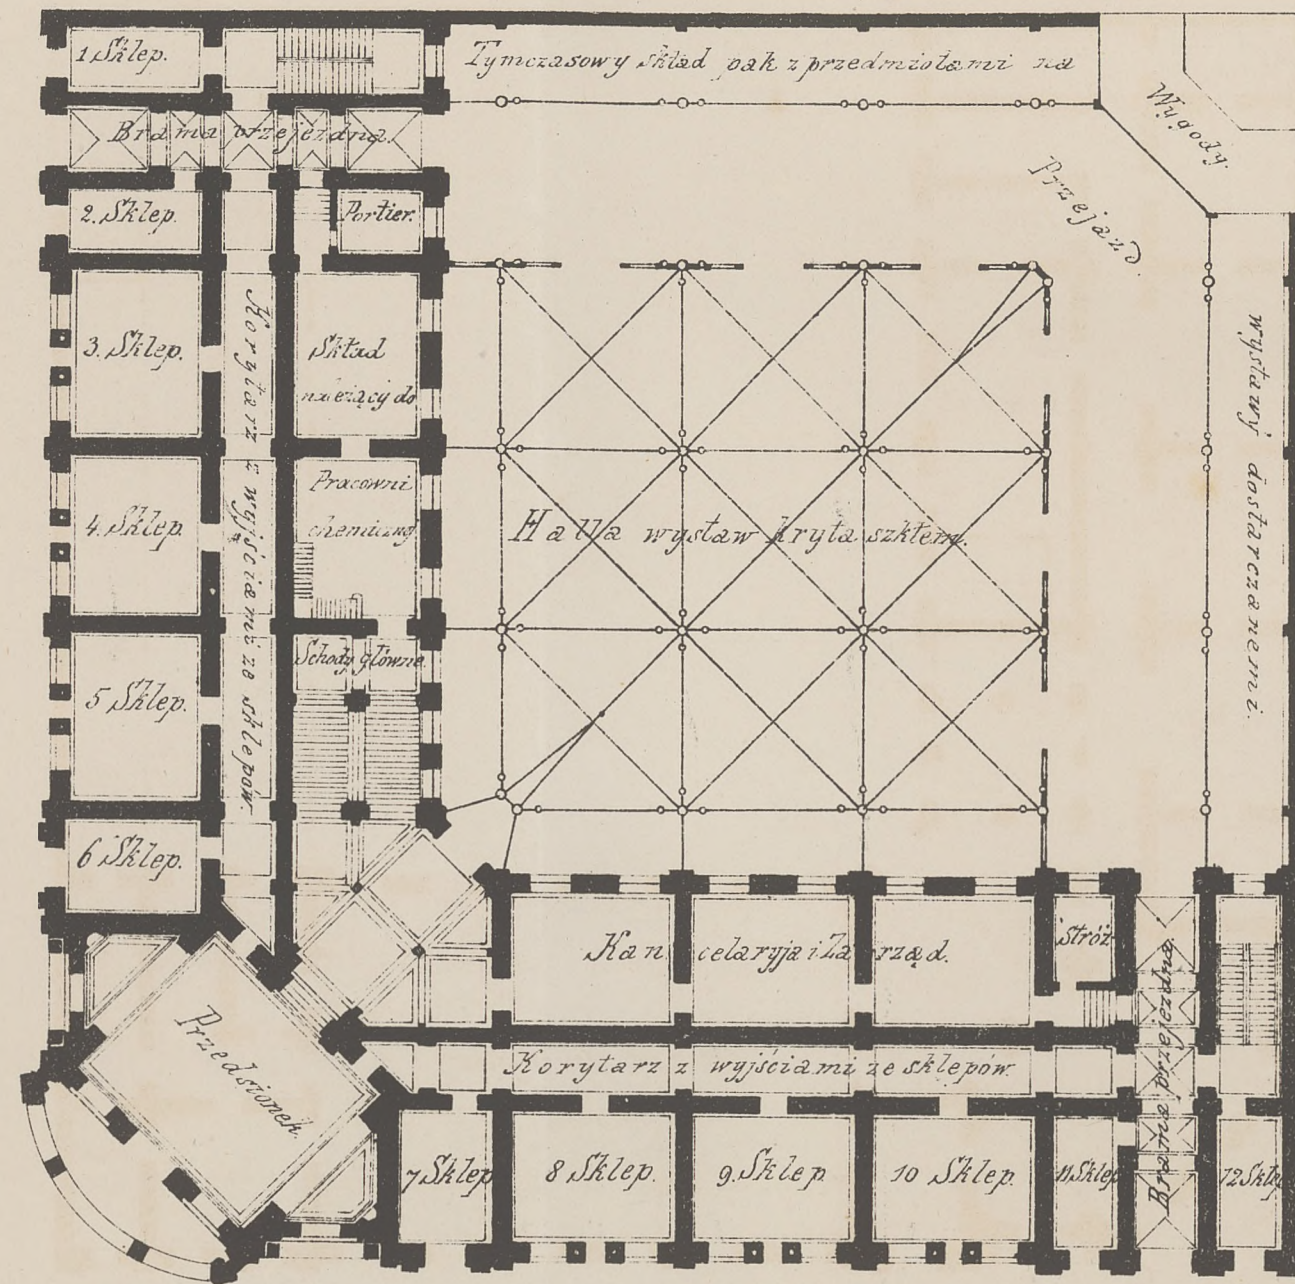 1 Sklep.
Tymczasowy skład pak z przedmiotami na
Wygody.
Brama przejezdna.
Przejazd.
2. Sklep.
Portier.
3. Sklep.
Skład
należący do
Pracowni
chemicznej
Korytarz z wyjściami ze sklepów.
wystawy dostarczanemi.
4. Sklep.
Halla wystaw kryta szkłem.
5 Sklep.
Schody główne
6 Sklep.
Kancelaryja i Zarząd.
Stróż
Przedsionek.
Korytarz z wyjściami ze sklepów
Brama przejezdna.
7 Sklep
8 Sklep.
9. Sklep
10 Sklep.
11 Sklep
12 Sklep